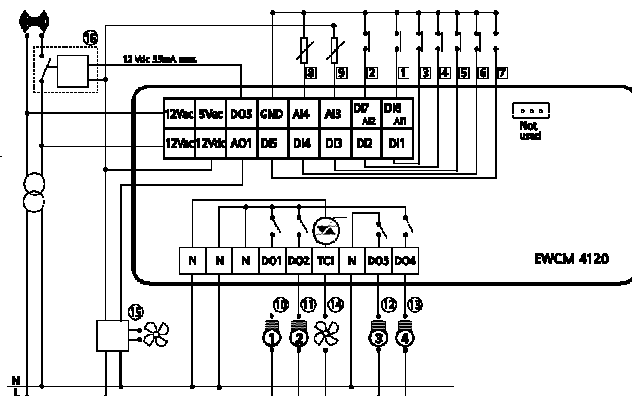 16
12 Vdc 35mA max.
8 9 2 1 3 4 5 6 7
12Vac 5Vac DO5 GND AI4 AI3 DI7 AI2 DI6 AI1
12Vac 12Vdc AO1 DI5 DI4 DI3 DI2 DI1
Not
used
N N N DO1 DO2 TC1 N DO3 DO4
EWCM 4120
15 10 11 14 12 13
1 2 3 4
N
L